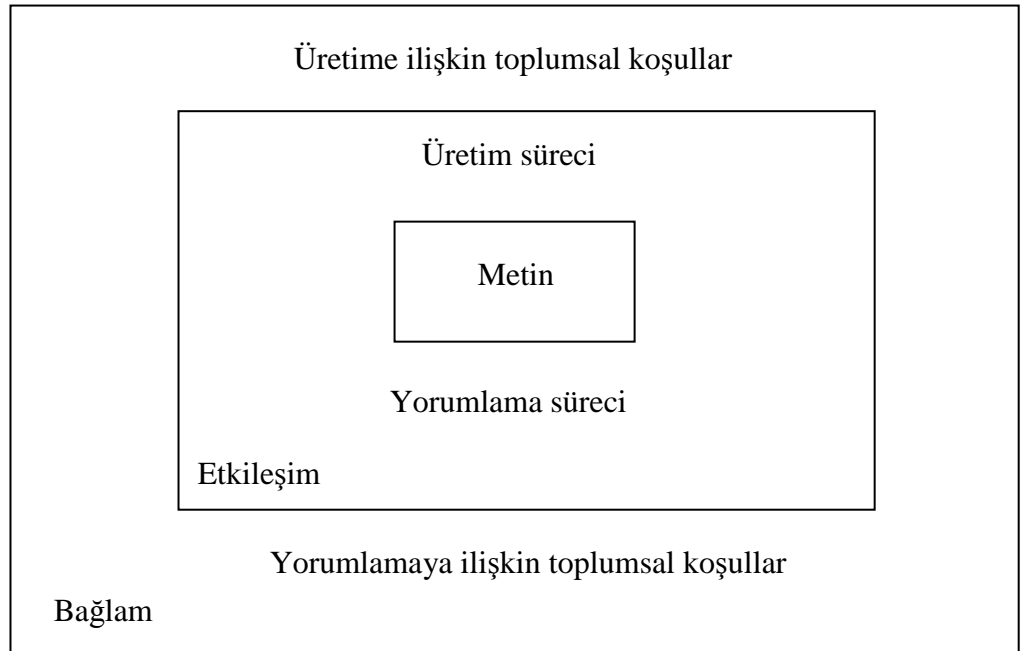 Üretime ilişkin toplumsal koşullar
Üretim süreci
Metin
Yorumlama süreci
Etkileşim
Yorumlamaya ilişkin toplumsal koşullar
Bağlam